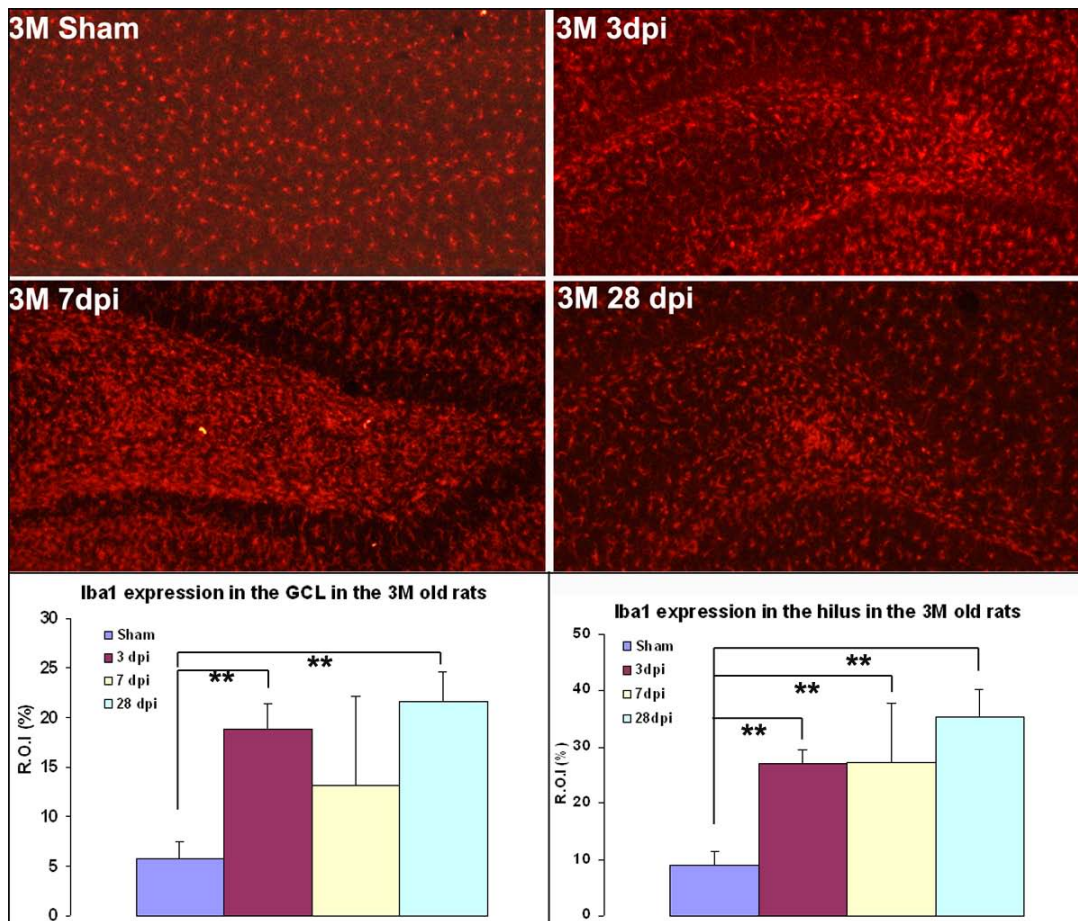 3M Sham
3M 3dpi
3M 7dpi
3M 28 dpi
Iba1 expression in the GCL in the 3M old rats
R.O.I (%)
30
25
20
15
10
5
0
Sham
3 dpi
7 dpi
28 dpi
**
**
Iba1 expression in the hilus in the 3M old rats
R.O.I (%)
50
40
30
20
10
0
Sham
3dpi
7dpi
28dpi
**
**
**